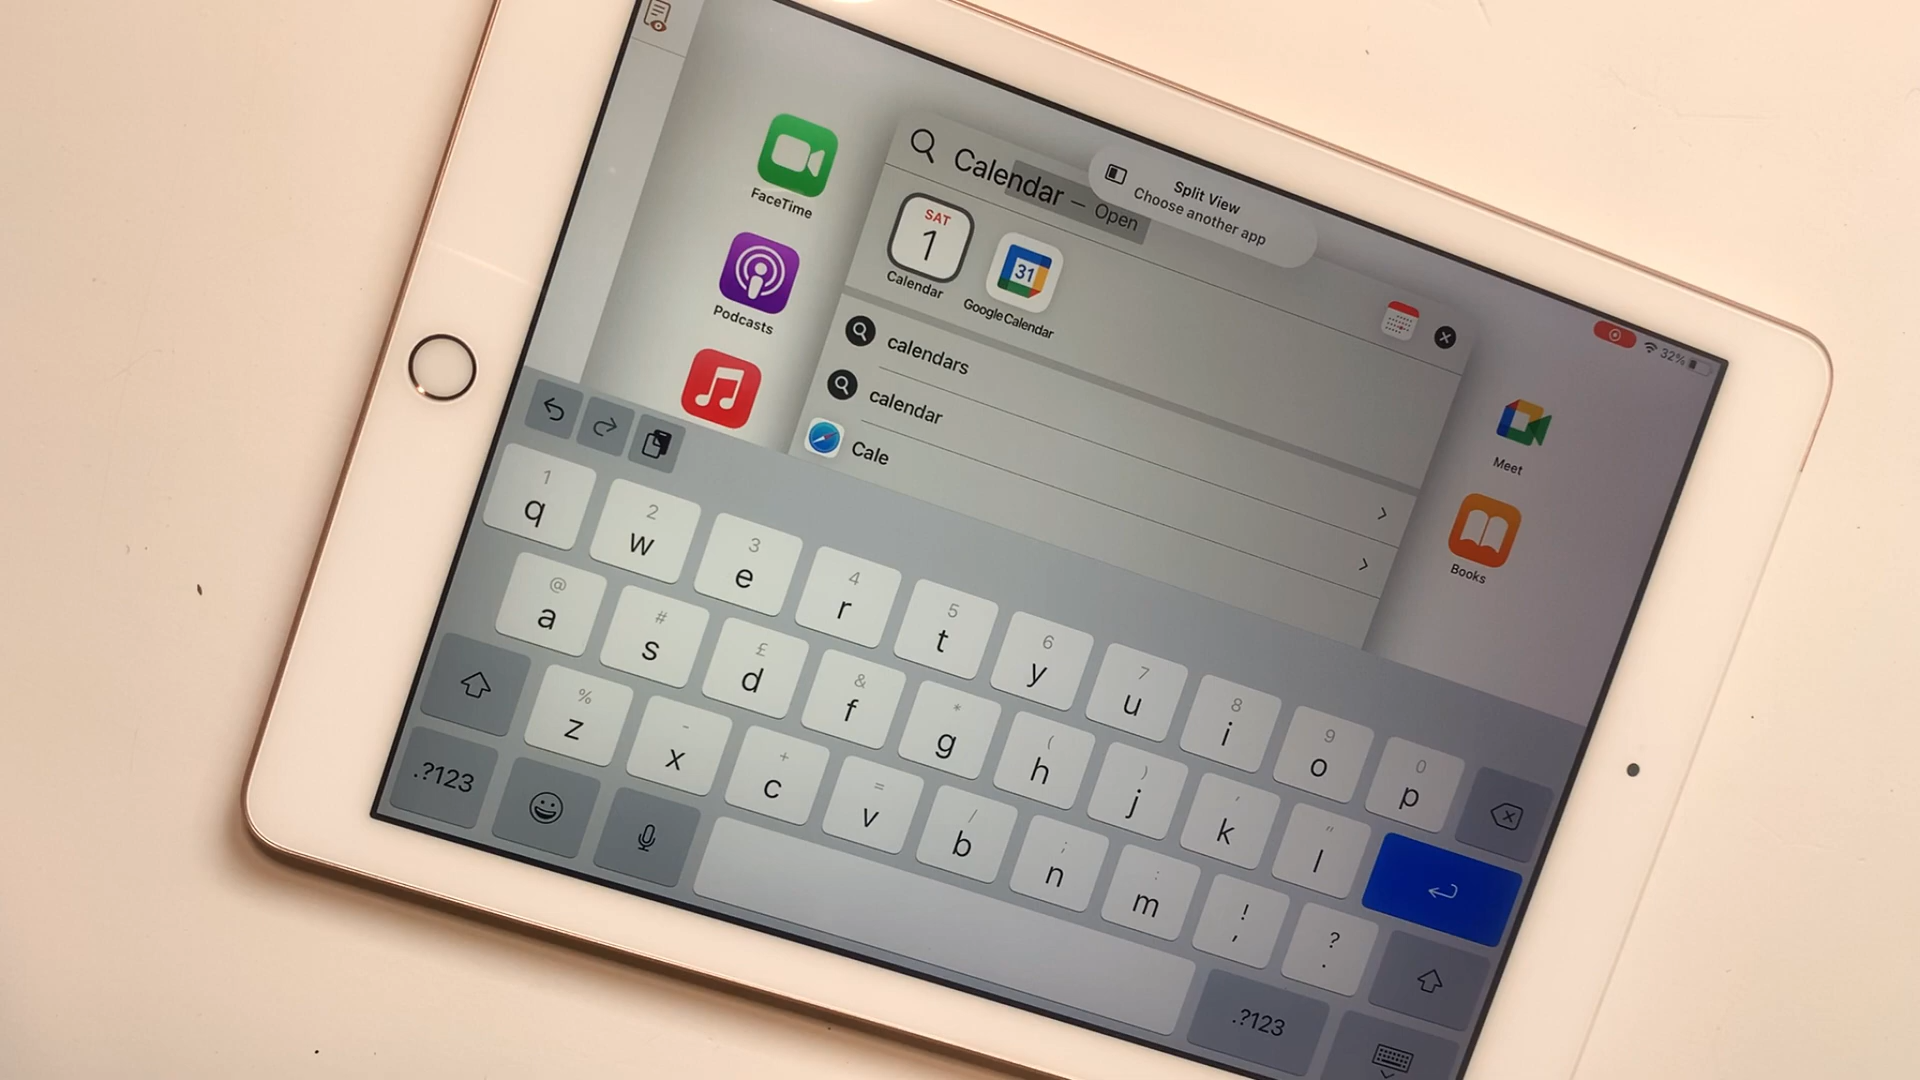 Calendar – Open
Split View
Choose another app
FaceTime
SAT
1
Calendar
31
Google Calendar
32%
Podcasts
calendars
calendar
Cale
Meet
Books
1 2 3 4 5 6 7 8 9 0
q w e r t y u i o p
@ # £ & * ( ) ' "
a s d f g h j k l
% - + = / ; : ! ?
z x c v b n m , .
.?123
.?123